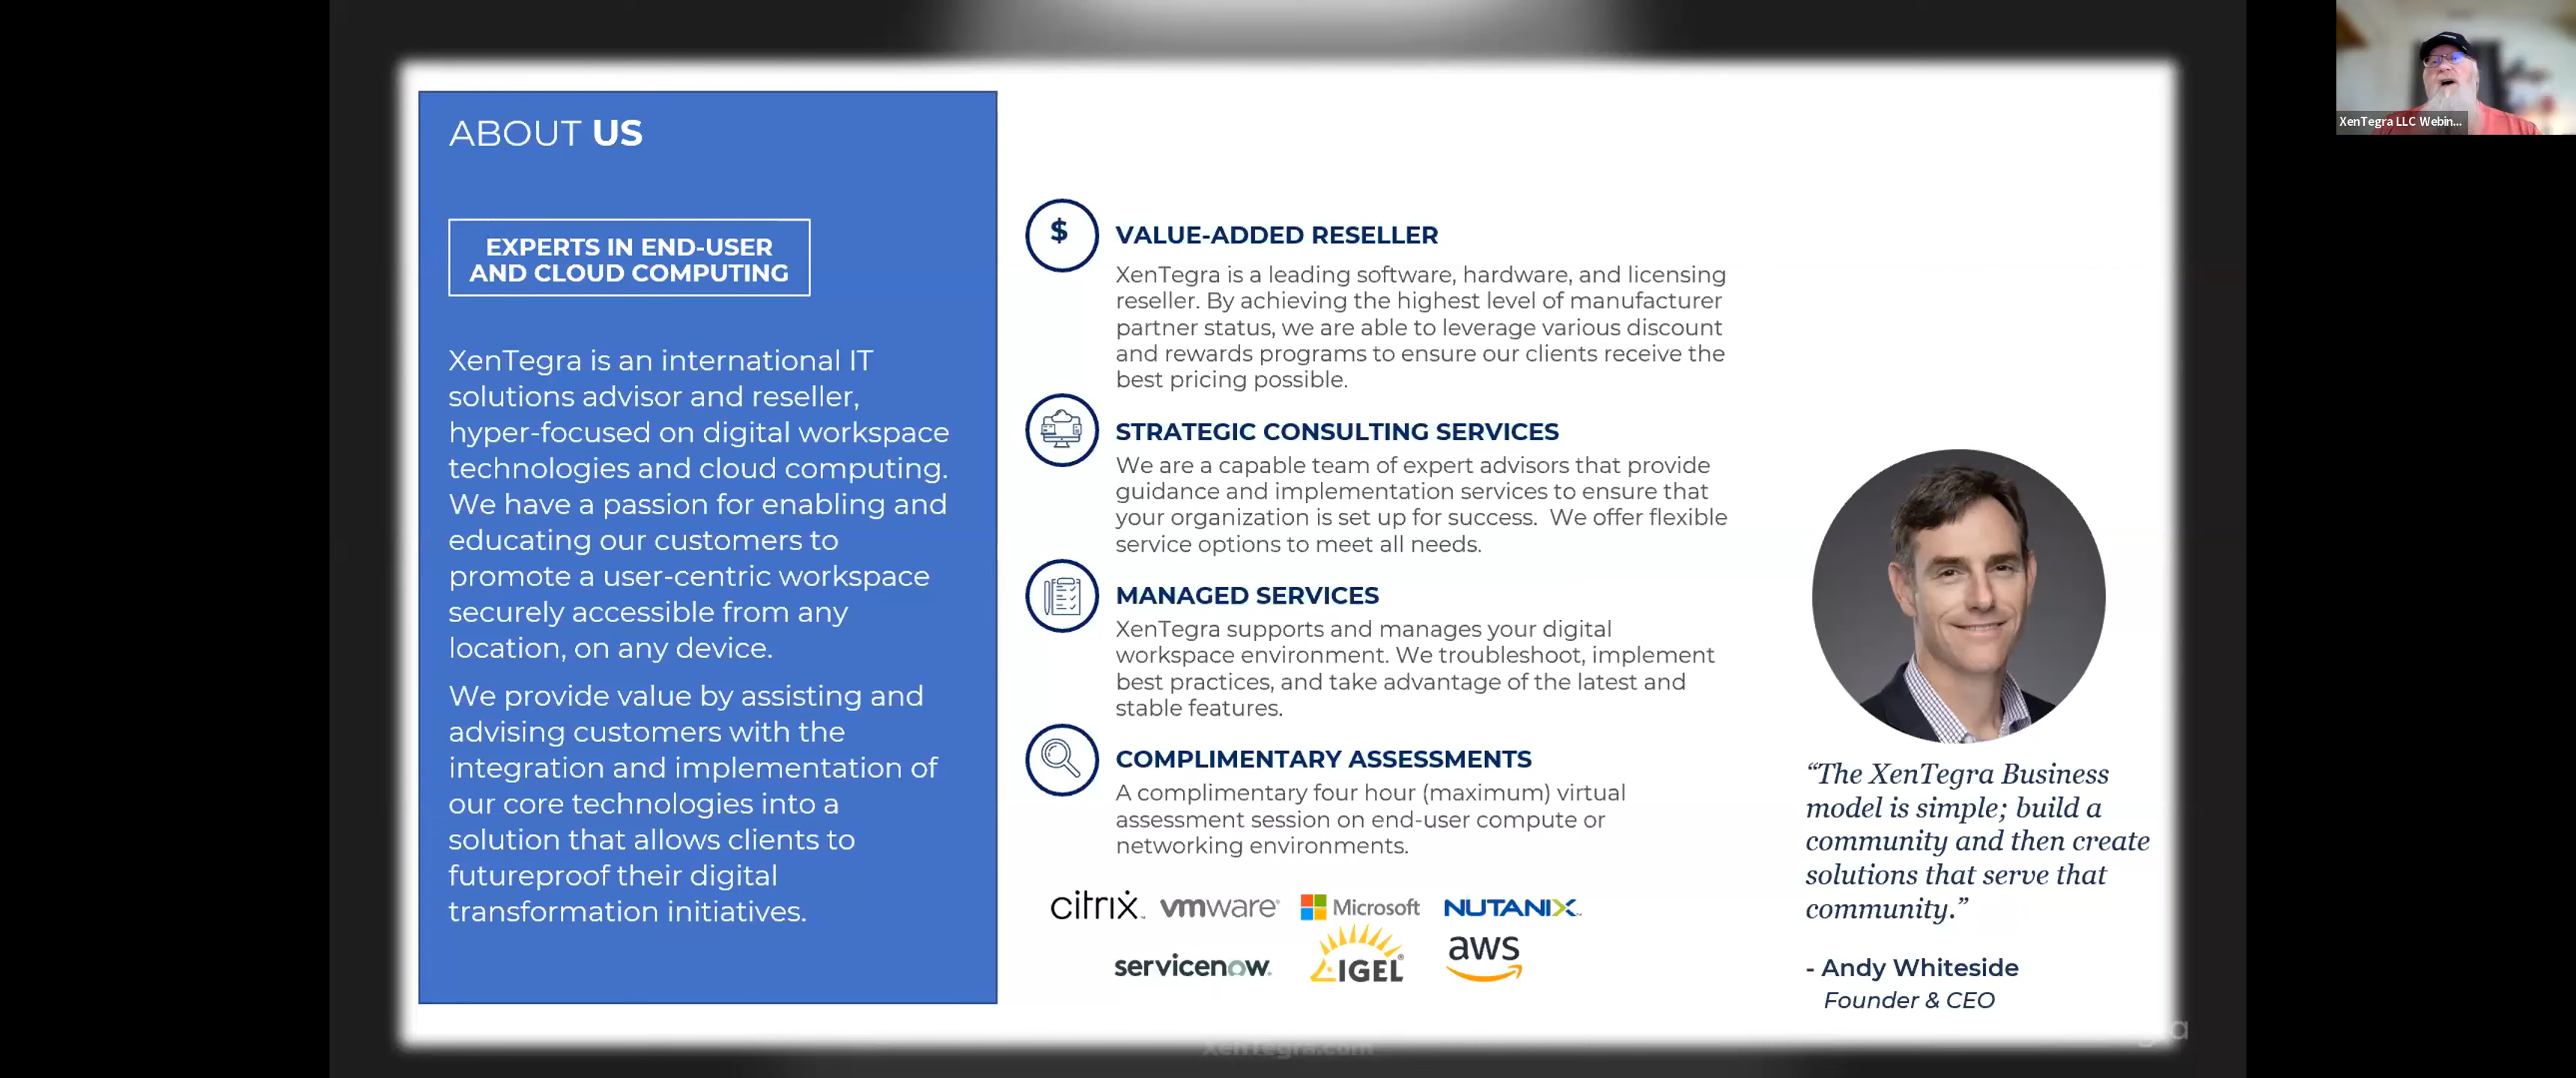 ABOUT US
EXPERTS IN END-USER
AND CLOUD COMPUTING
XenTegra is an international IT
solutions advisor and reseller,
hyper-focused on digital workspace
technologies and cloud computing.
We have a passion for enabling and
educating our customers to
promote a user-centric workspace
securely accessible from any
location, on any device.
We provide value by assisting and
advising customers with the
integration and implementation of
our core technologies into a
solution that allows clients to
futureproof their digital
transformation initiatives.
$
VALUE-ADDED RESELLER
XenTegra is a leading software, hardware, and licensing
reseller. By achieving the highest level of manufacturer
partner status, we are able to leverage various discount
and rewards programs to ensure our clients receive the
best pricing possible.
STRATEGIC CONSULTING SERVICES
We are a capable team of expert advisors that provide
guidance and implementation services to ensure that
your organization is set up for success.  We offer flexible
service options to meet all needs.
MANAGED SERVICES
XenTegra supports and manages your digital
workspace environment. We troubleshoot, implement
best practices, and take advantage of the latest and
stable features.
COMPLIMENTARY ASSESSMENTS
A complimentary four hour (maximum) virtual
assessment session on end-user compute or
networking environments.
citrix vmware Microsoft NUTANIX
servicenow IGEL aws
“The XenTegra Business
model is simple; build a
community and then create
solutions that serve that
community.”
- Andy Whiteside
Founder & CEO
XenTegra.com
XenTegra LLC Webin...